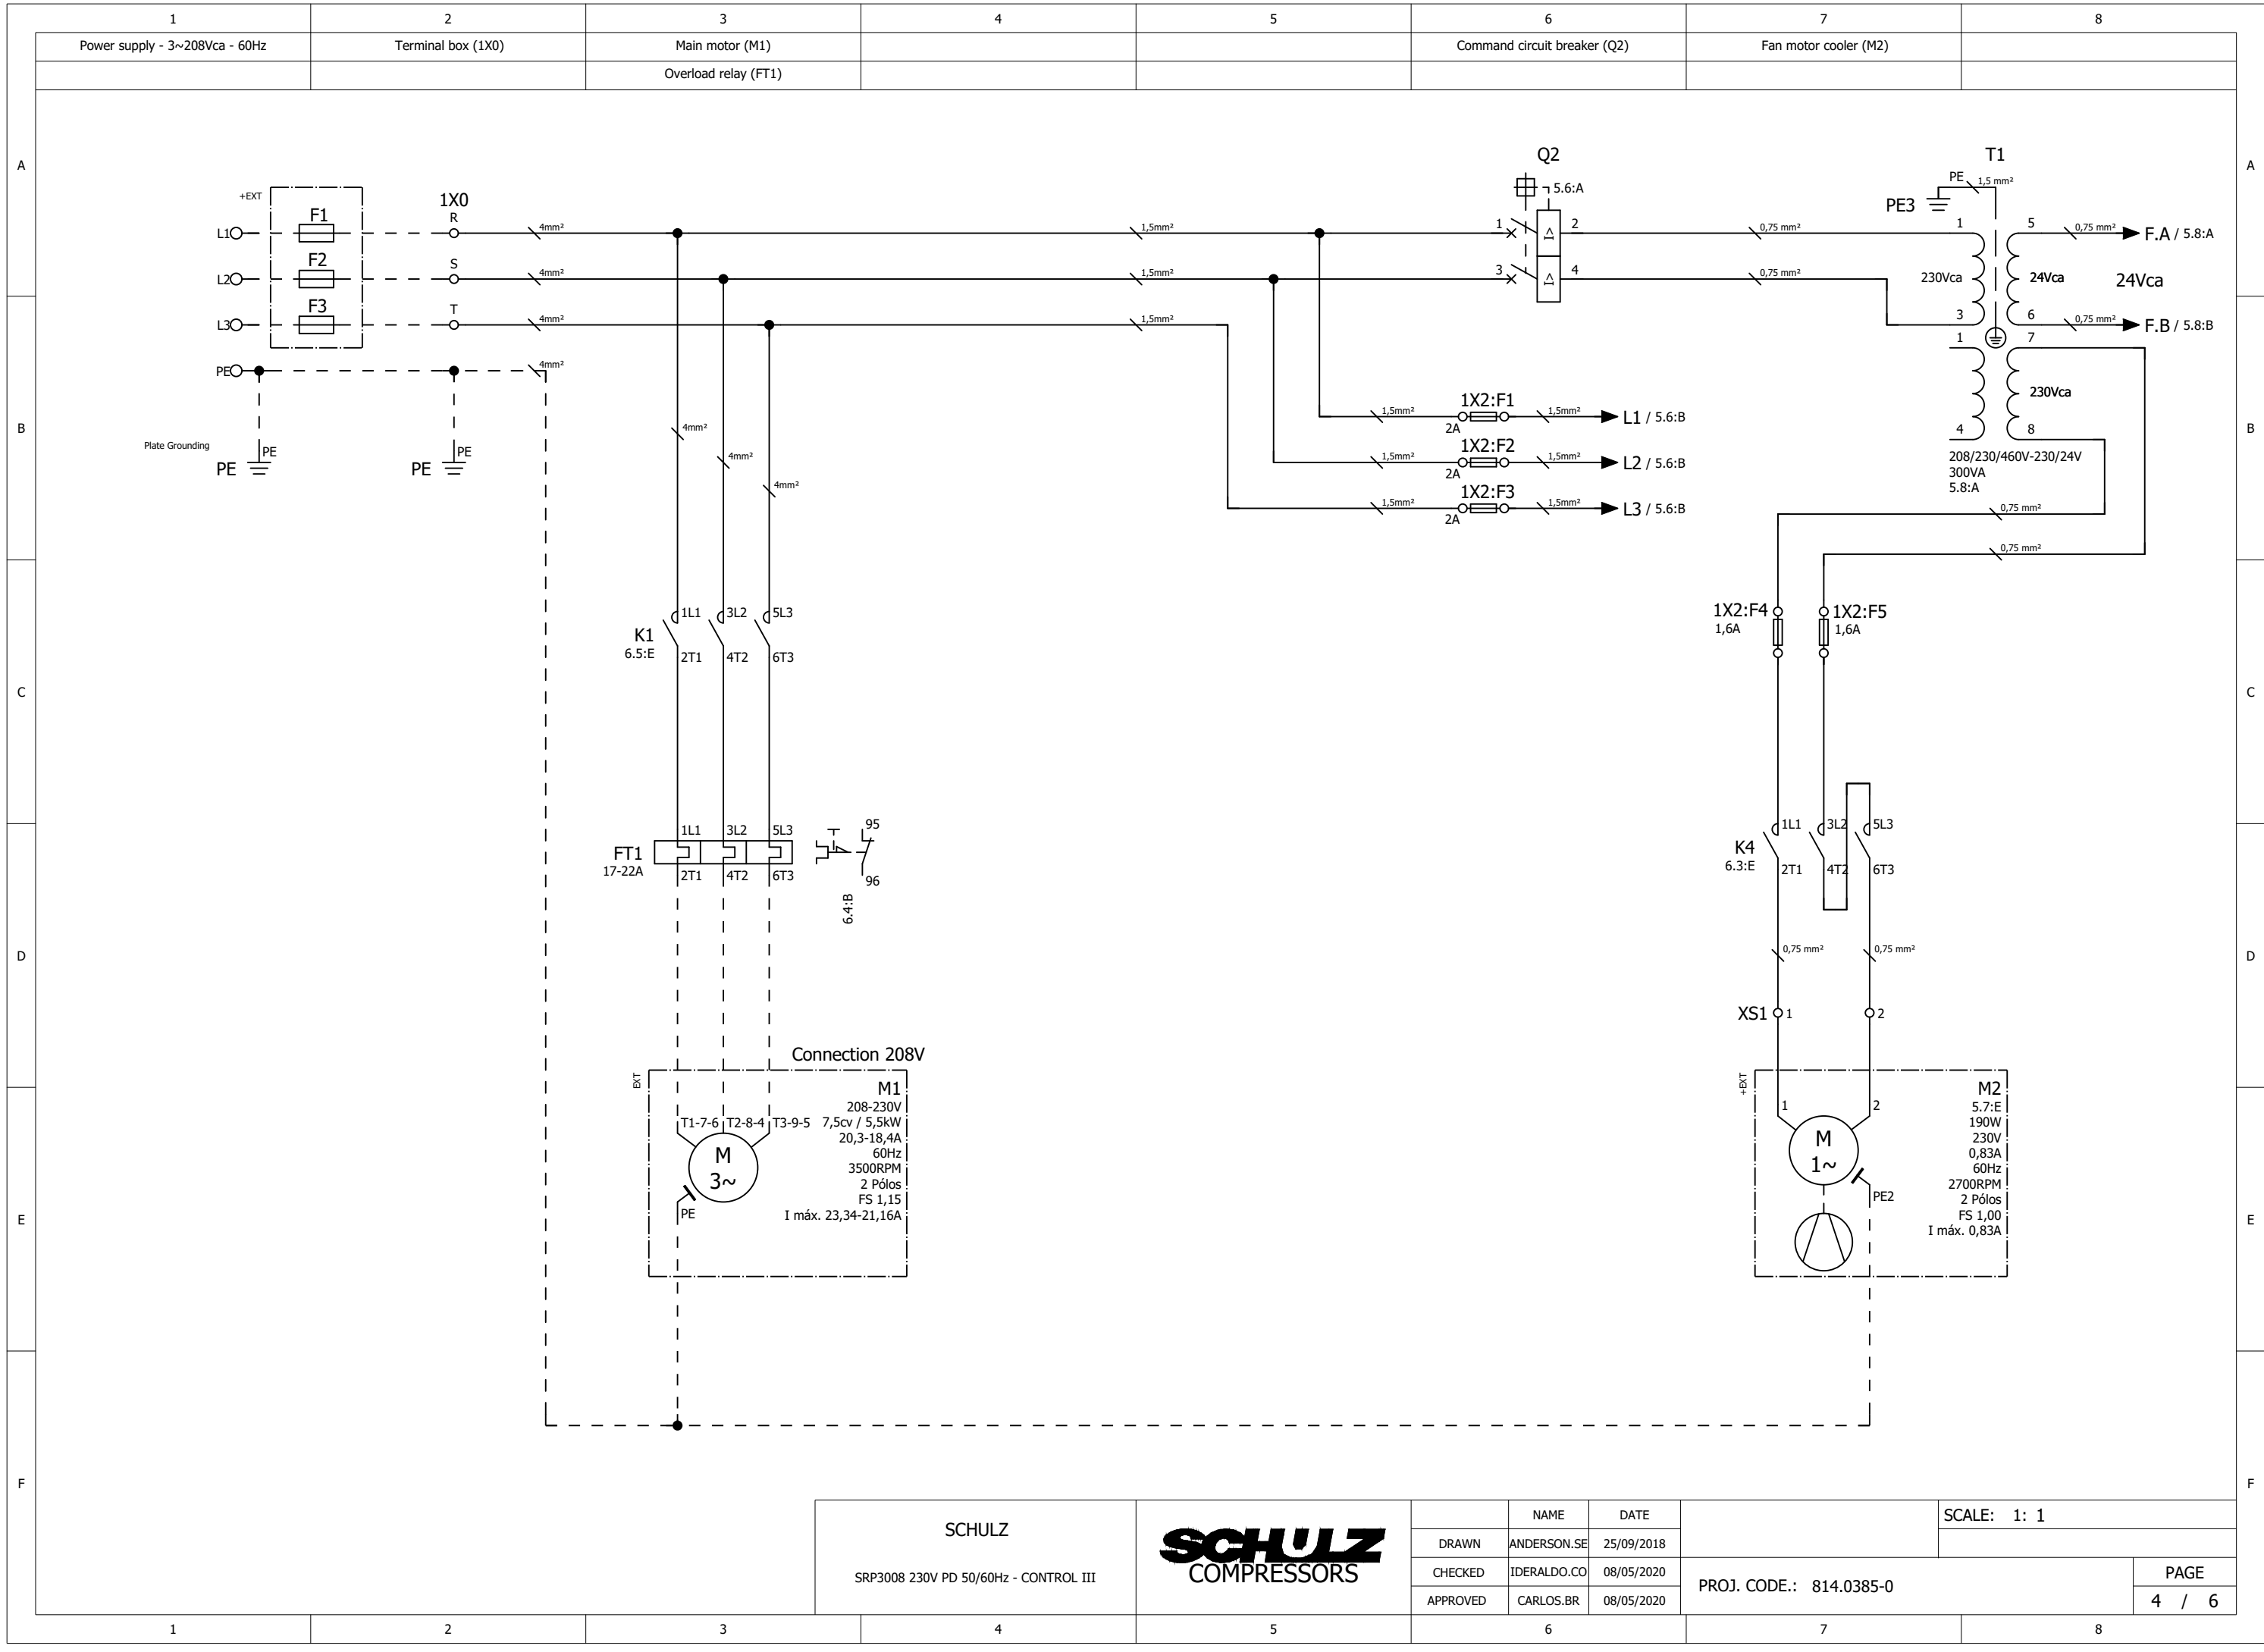 1 2 3 4 5 6 7 8
Power supply - 3~208Vca - 60Hz
Terminal box (1X0)
Main motor (M1)
Command circuit breaker (Q2)
Fan motor cooler (M2)
Overload relay (FT1)
A
A
B
B
C
C
D
D
E
E
F
F
+EXT
F1
F2
F3
L1
L2
L3
PE
1X0
R
S
T
4mm²
4mm²
4mm²
4mm²
Plate Grounding
PE
PE
PE
PE
4mm²
4mm²
4mm²
1,5mm²
1,5mm²
1,5mm²
Q2
5.6:A
1
2
I>
3
4
I>
0,75 mm²
0,75 mm²
T1
PE
1,5 mm²
PE3
1
5
230Vca
24Vca
3
6
0,75 mm²
F.A / 5.8:A
24Vca
0,75 mm²
F.B / 5.8:B
1
7
230Vca
4
8
208/230/460V-230/24V
300VA
5.8:A
1,5mm²
1X2:F1
2A
1,5mm²
L1 / 5.6:B
1,5mm²
1X2:F2
2A
1,5mm²
L2 / 5.6:B
1,5mm²
1X2:F3
2A
1,5mm²
L3 / 5.6:B
0,75 mm²
0,75 mm²
1X2:F4
1,6A
1X2:F5
1,6A
K1
6.5:E
1L1
3L2
5L3
2T1
4T2
6T3
FT1
17-22A
1L1
3L2
5L3
2T1
4T2
6T3
95
96
6.4:B
K4
6.3:E
1L1
3L2
5L3
2T1
4T2
6T3
0,75 mm²
0,75 mm²
XS1
1
2
Connection 208V
EXT
M1
208-230V
7,5cv / 5,5kW
20,3-18,4A
60Hz
3500RPM
2 Pólos
FS 1,15
I máx. 23,34-21,16A
T1-7-6
T2-8-4
T3-9-5
M
3~
PE
+EXT
M2
5.7:E
190W
230V
0,83A
60Hz
2700RPM
2 Pólos
FS 1,00
I máx. 0,83A
1
2
M
1~
PE2
SCHULZ
SRP3008 230V PD 50/60Hz - CONTROL III
SCHULZ
COMPRESSORS
NAME DATE
DRAWN ANDERSON.SE 25/09/2018
CHECKED IDERALDO.CO 08/05/2020
APPROVED CARLOS.BR 08/05/2020
PROJ. CODE.: 814.0385-0
SCALE: 1: 1
PAGE
4 / 6
1 2 3 4 5 6 7 8